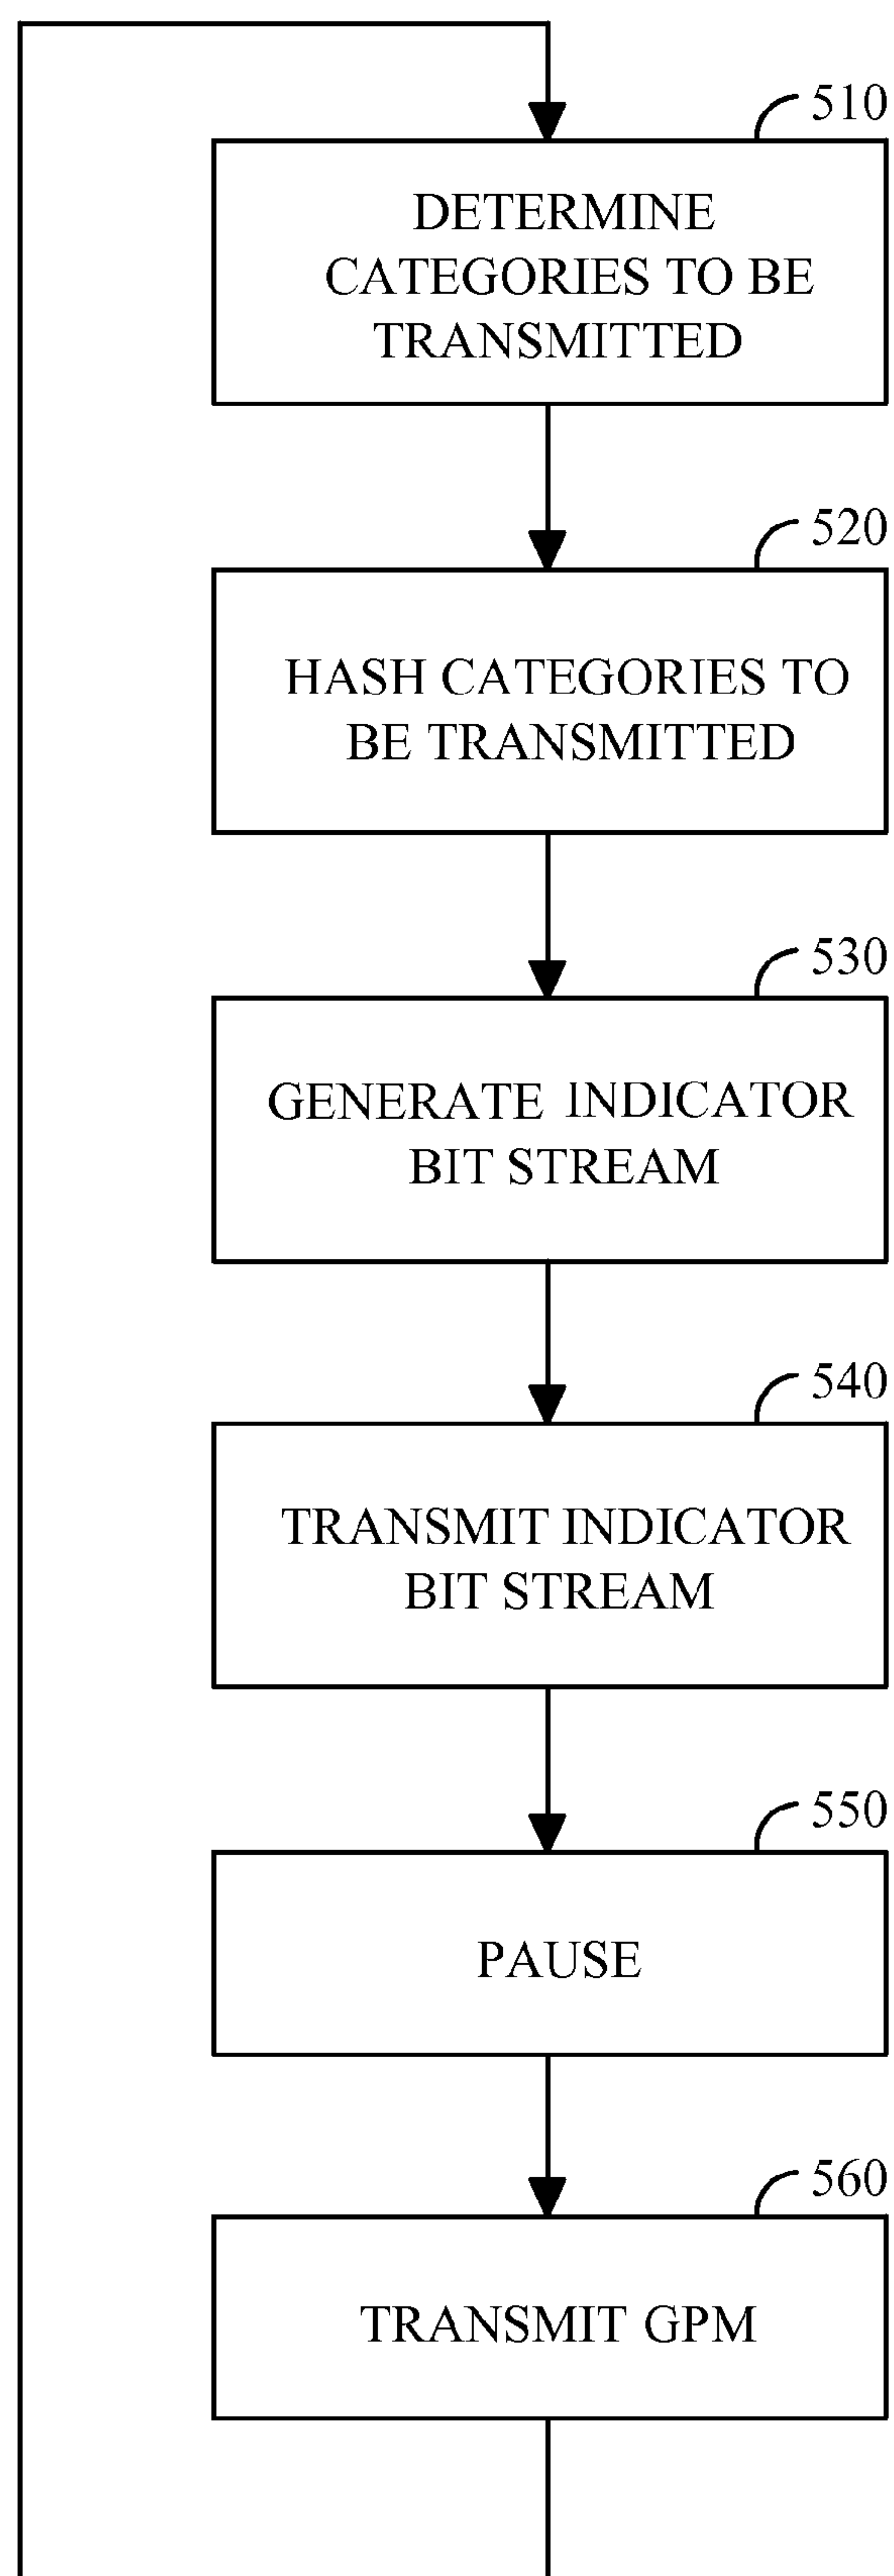 510
DETERMINE
CATEGORIES TO BE
TRANSMITTED
520
HASH CATEGORIES TO
BE TRANSMITTED
530
GENERATE INDICATOR
BIT STREAM
540
TRANSMIT INDICATOR
BIT STREAM
550
PAUSE
560
TRANSMIT GPM